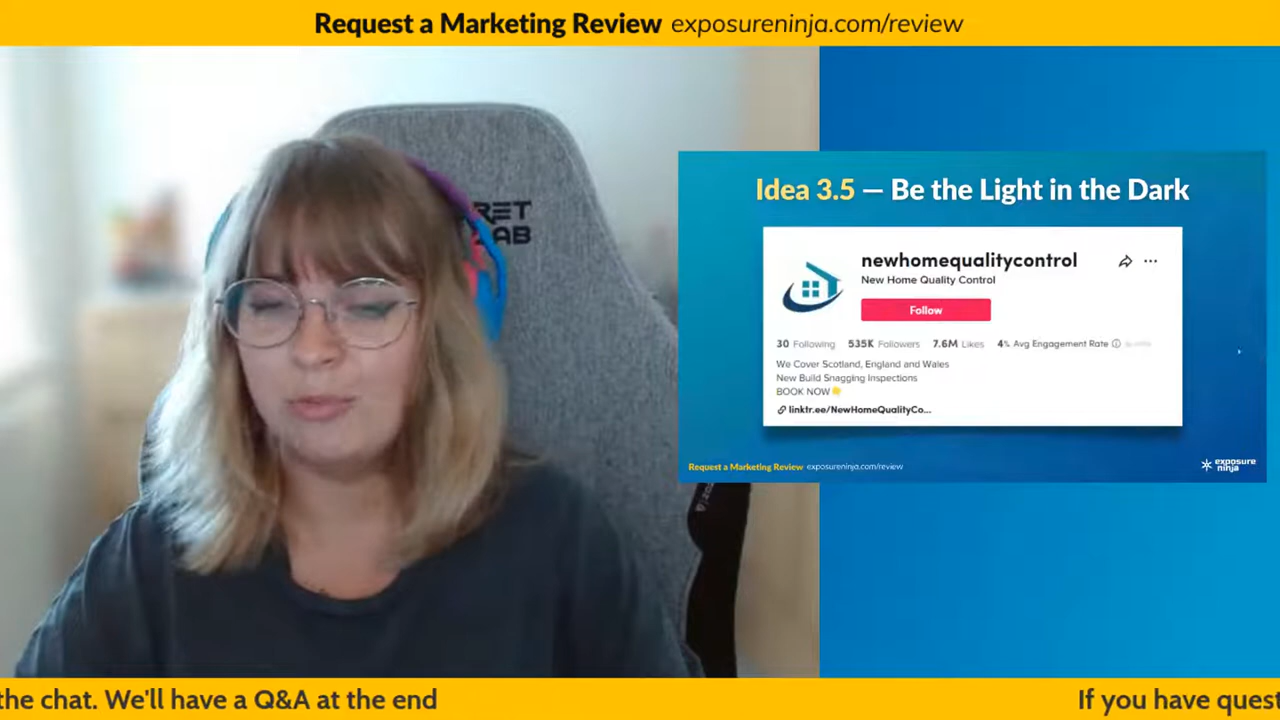 Request a Marketing Review exposureninja.com/review
RET
LAB
Idea 3.5 — Be the Light in the Dark
newhomequalitycontrol
New Home Quality Control
Follow
30 Following 535K Followers 7.6M Likes 4% Avg Engagement Rate
We Cover Scotland, England and Wales
New Build Snagging Inspections
BOOK NOW
linktr.ee/NewHomeQualityCo...
Request a Marketing Review exposureninja.com/review
exposure
ninja
the chat. We'll have a Q&A at the end
If you have quest